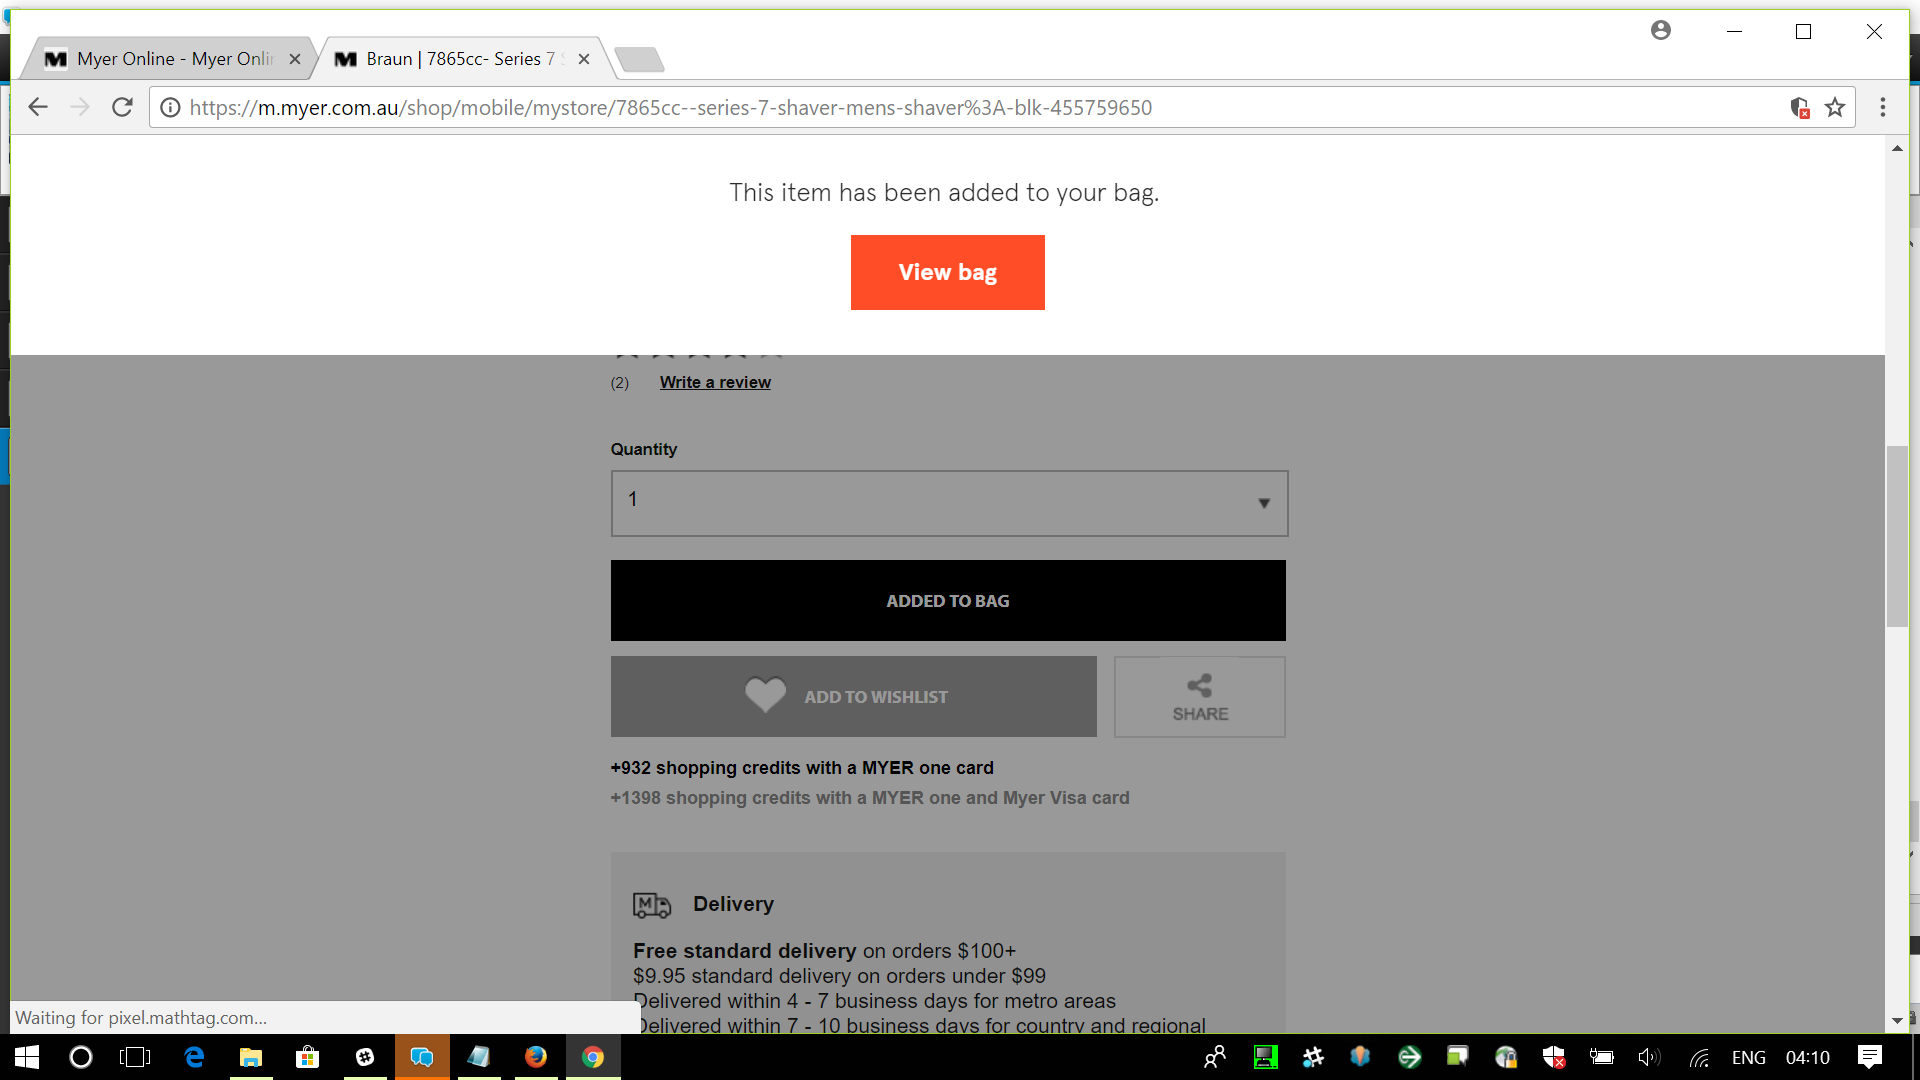 Myer Online - Myer Onlin
Braun | 7865cc- Series 7 S
https://m.myer.com.au/shop/mobile/mystore/7865cc--series-7-shaver-mens-shaver%3A-blk-455759650
This item has been added to your bag.
View bag
(2) Write a review
Quantity
1
ADDED TO BAG
ADD TO WISHLIST
SHARE
+932 shopping credits with a MYER one card
+1398 shopping credits with a MYER one and Myer Visa card
Delivery
Free standard delivery on orders $100+
$9.95 standard delivery on orders under $99
Delivered within 4 - 7 business days for metro areas
Delivered within 7 - 10 business days for country and regional
Waiting for pixel.mathtag.com...
ENG 04:10